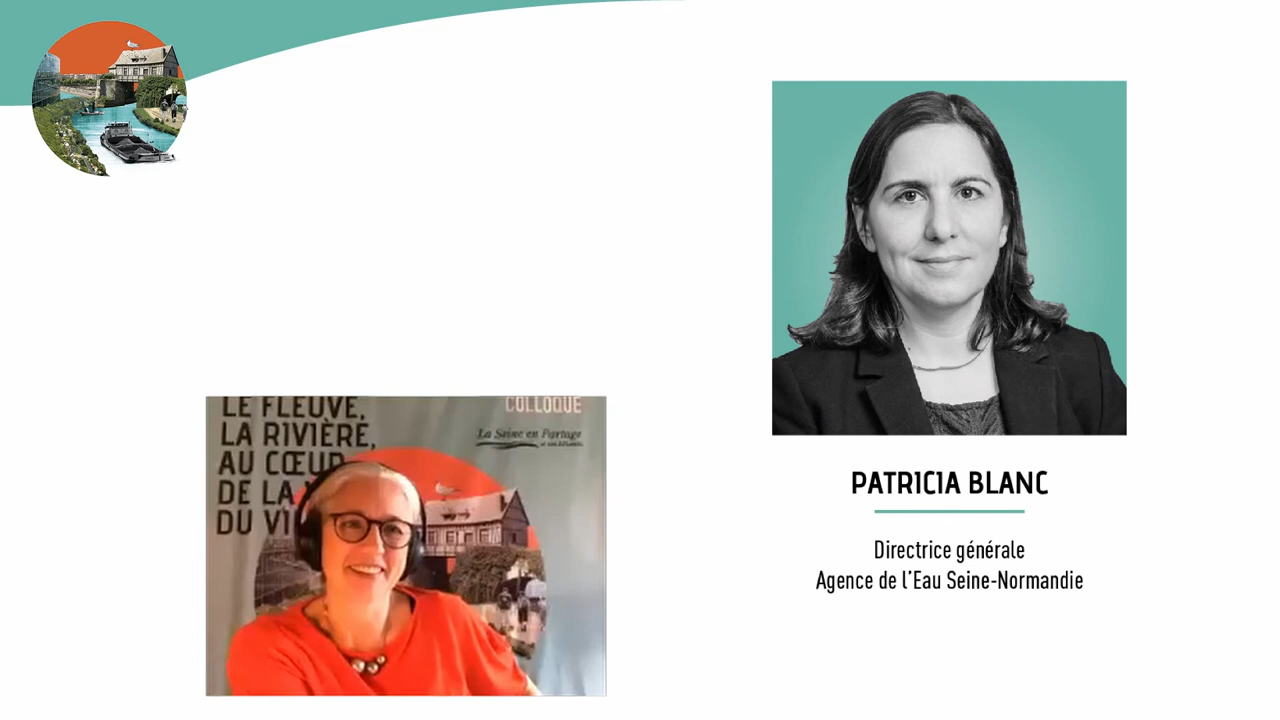 LE FLEUVE,
LA RIVIÈRE,
AU CŒUR
DE LA
DU
COLLOQUE
La Seine en Partage
PATRICIA BLANC
Directrice générale
Agence de l'Eau Seine-Normandie